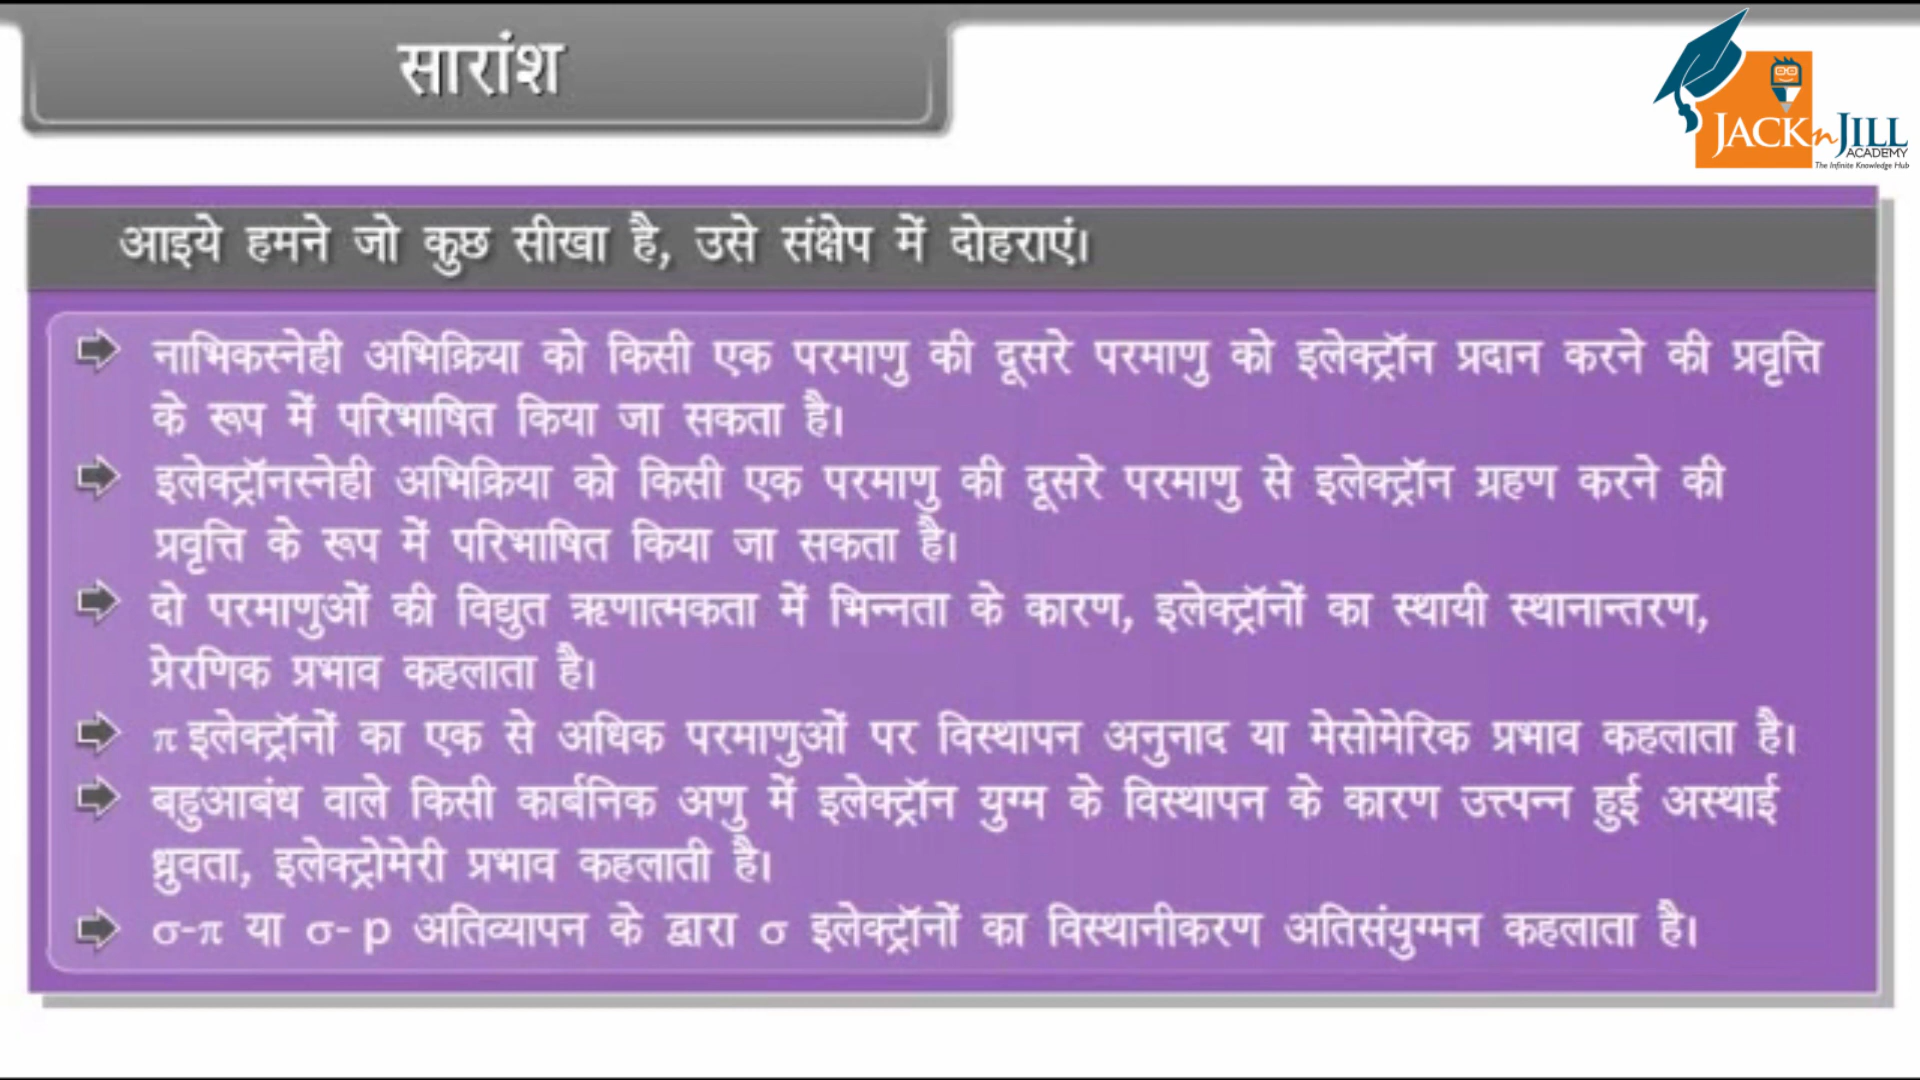 सारांश
JACKnJILL
ACADEMY
The Infinite Knowledge Hub
आइये हमने जो कुछ सीखा है, उसे संक्षेप में दोहराएं।
नाभिकस्नेही अभिक्रिया को किसी एक परमाणु की दूसरे परमाणु को इलेक्ट्रॉन प्रदान करने की प्रवृत्ति
के रूप में परिभाषित किया जा सकता है।
इलेक्ट्रॉनस्नेही अभिक्रिया को किसी एक परमाणु की दूसरे परमाणु से इलेक्ट्रॉन ग्रहण करने की
प्रवृत्ति के रूप में परिभाषित किया जा सकता है।
दो परमाणुओं की विद्युत ऋणात्मकता में भिन्नता के कारण, इलेक्ट्रॉनों का स्थायी स्थानान्तरण,
प्रेरणिक प्रभाव कहलाता है।
π इलेक्ट्रॉनों का एक से अधिक परमाणुओं पर विस्थापन अनुनाद या मेसोमेरिक प्रभाव कहलाता है।
बहुआबंध वाले किसी कार्बनिक अणु में इलेक्ट्रॉन युग्म के विस्थापन के कारण उत्त्पन्न हुई अस्थाई
ध्रुवता, इलेक्ट्रोमेरी प्रभाव कहलाती है।
σ-π या σ- p अतिव्यापन के द्वारा σ इलेक्ट्रॉनों का विस्थानीकरण अतिसंयुग्मन कहलाता है।